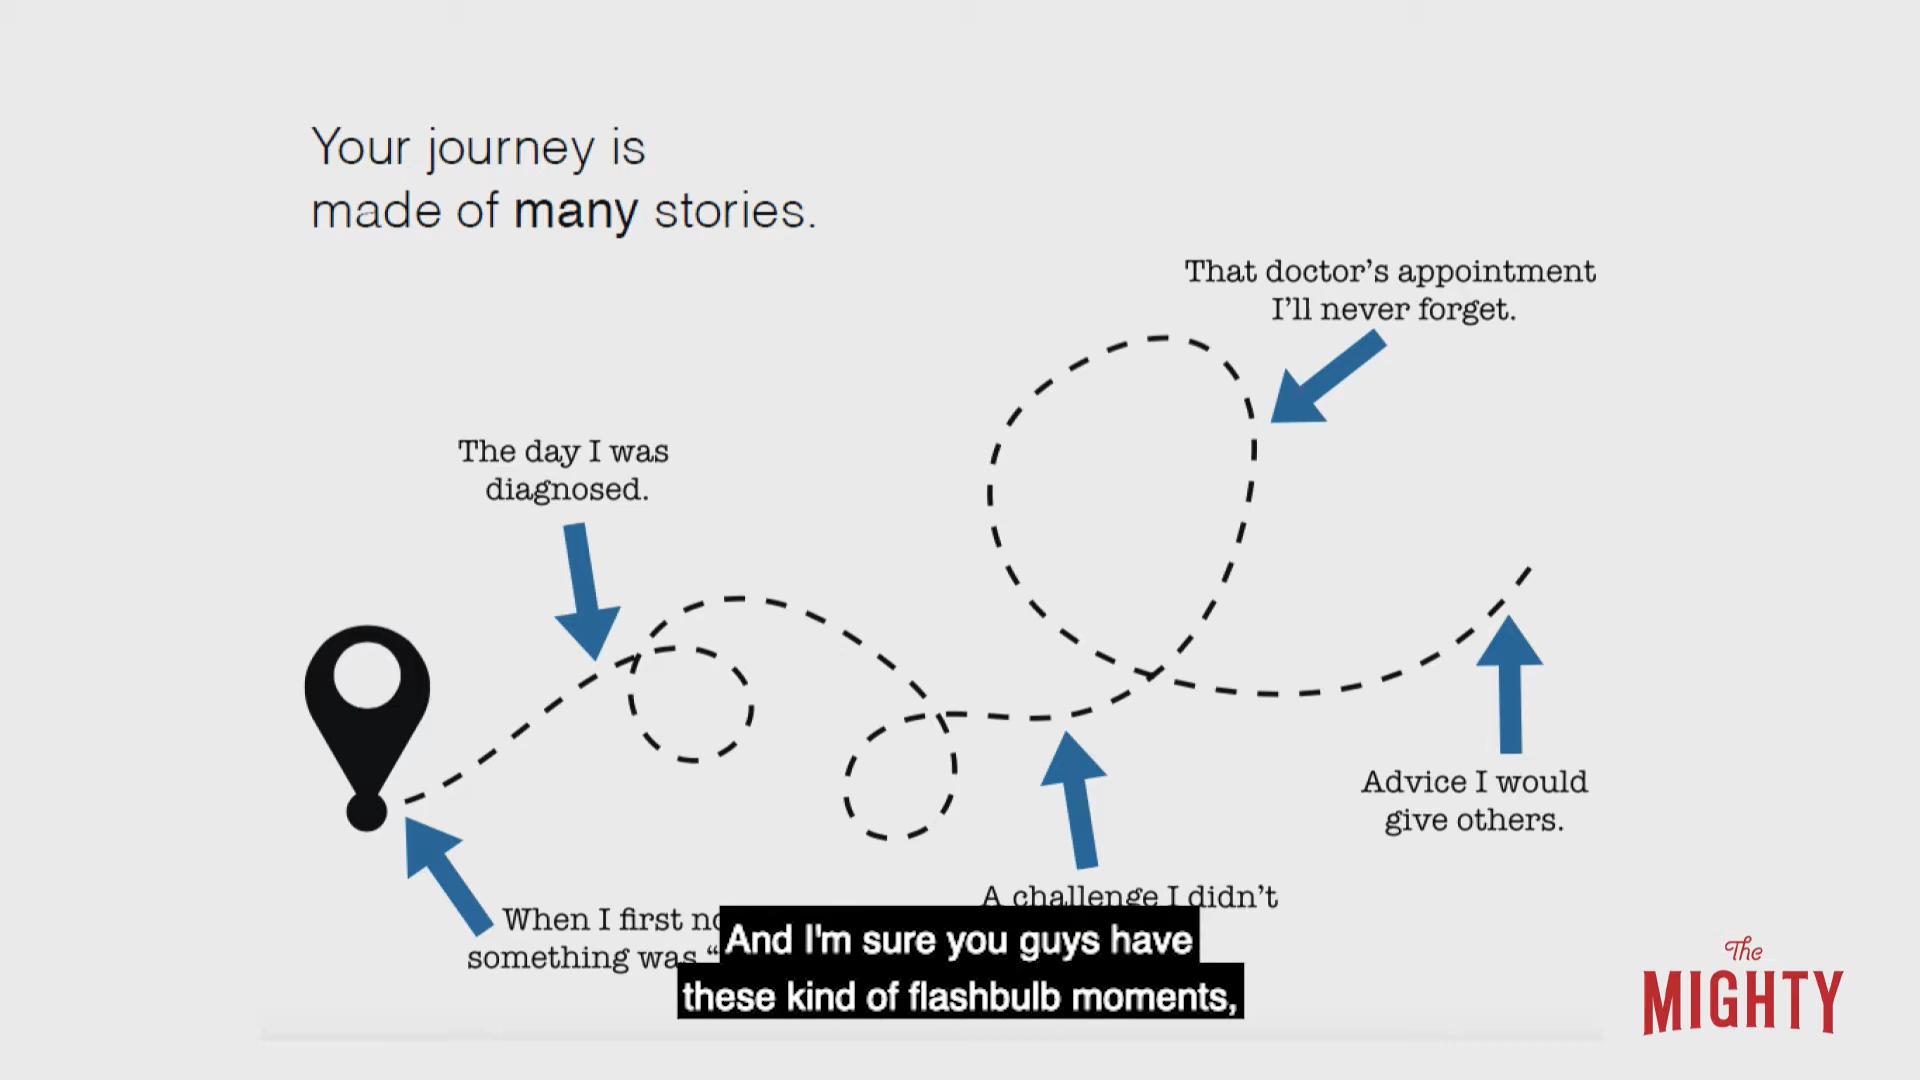 Your journey is
made of many stories.
That doctor's appointment
I'll never forget.
The day I was
diagnosed.
Advice I would
give others.
A challenge I didn't
When I first
something was “
And I'm sure you guys have
these kind of flashbulb moments,
The
MIGHTY